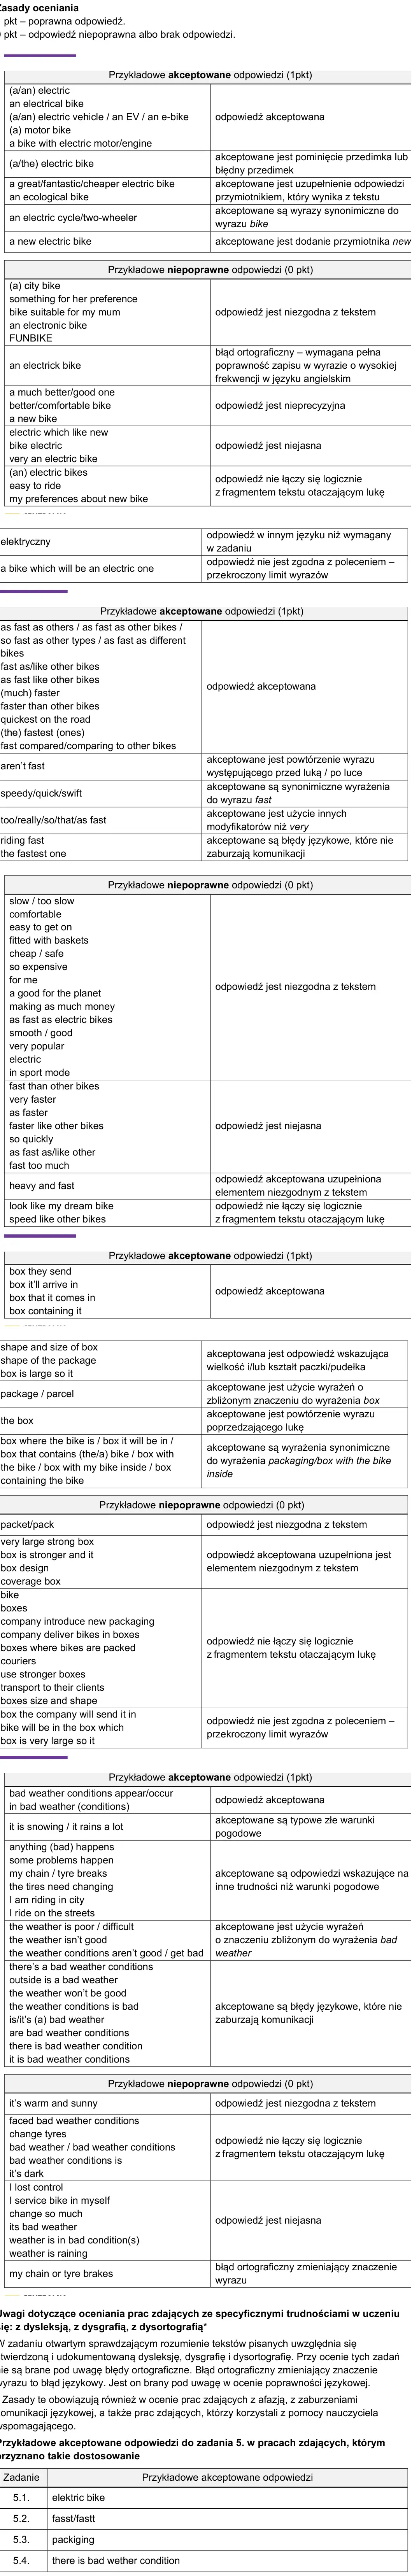 Zasady oceniania
pkt – poprawna odpowiedź.
pkt – odpowiedź niepoprawna albo brak odpowiedzi.
Przykładowe akceptowane odpowiedzi (1pkt)
(a/an) electric
an electrical bike
(a/an) electric vehicle / an EV / an e-bike
(a) motor bike
a bike with electric motor/engine
odpowiedź akceptowana
(a/the) electric bike
akceptowane jest pominięcie przedimka lub
błędny przedimek
a great/fantastic/cheaper electric bike
an ecological bike
akceptowane jest uzupełnienie odpowiedzi
przymiotnikiem, który wynika z tekstu
an electric cycle/two-wheeler
akceptowane są wyrazy synonimiczne do
wyrazu bike
a new electric bike
akceptowane jest dodanie przymiotnika new
Przykładowe niepoprawne odpowiedzi (0 pkt)
(a) city bike
something for her preference
bike suitable for my mum
an electronic bike
FUNBIKE
odpowiedź jest niezgodna z tekstem
an electrick bike
błąd ortograficzny – wymagana pełna
poprawność zapisu w wyrazie o wysokiej
frekwencji w języku angielskim
a much better/good one
better/comfortable bike
a new bike
odpowiedź jest nieprecyzyjna
electric which like new
bike electric
very an electric bike
odpowiedź jest niejasna
(an) electric bikes
easy to ride
my preferences about new bike
odpowiedź nie łączy się logicznie
z fragmentem tekstu otaczającym lukę
elektryczny
odpowiedź w innym języku niż wymagany
w zadaniu
a bike which will be an electric one
odpowiedź nie jest zgodna z poleceniem –
przekroczony limit wyrazów
Przykładowe akceptowane odpowiedzi (1pkt)
as fast as others / as fast as other bikes /
so fast as other types / as fast as different
bikes
fast as/like other bikes
as fast like other bikes
(much) faster
faster than other bikes
quickest on the road
(the) fastest (ones)
fast compared/comparing to other bikes
odpowiedź akceptowana
aren't fast
akceptowane jest powtórzenie wyrazu
występującego przed luką / po luce
speedy/quick/swift
akceptowane są synonimiczne wyrażenia
do wyrazu fast
too/really/so/that/as fast
akceptowane jest użycie innych
modyfikatorów niż very
riding fast
the fastest one
akceptowane są błędy językowe, które nie
zaburzają komunikacji
Przykładowe niepoprawne odpowiedzi (0 pkt)
slow / too slow
comfortable
easy to get on
fitted with baskets
cheap / safe
so expensive
for me
a good for the planet
making as much money
as fast as electric bikes
smooth / good
very popular
electric
in sport mode
odpowiedź jest niezgodna z tekstem
fast than other bikes
very faster
as faster
faster like other bikes
so quickly
as fast as/like other
fast too much
odpowiedź jest niejasna
heavy and fast
odpowiedź akceptowana uzupełniona
elementem niezgodnym z tekstem
look like my dream bike
speed like other bikes
odpowiedź nie łączy się logicznie
z fragmentem tekstu otaczającym lukę
Przykładowe akceptowane odpowiedzi (1pkt)
box they send
box it'll arrive in
box that it comes in
box containing it
odpowiedź akceptowana
shape and size of box
shape of the package
box is large so it
akceptowana jest odpowiedź wskazująca
wielkość i/lub kształt paczki/pudełka
package / parcel
akceptowane jest użycie wyrażeń o
zbliżonym znaczeniu do wyrażenia box
the box
akceptowane jest powtórzenie wyrazu
poprzedzającego lukę
box where the bike is / box it will be in /
box that contains (the/a) bike / box with
the bike / box with my bike inside / box
containing the bike
akceptowane są wyrażenia synonimiczne
do wyrażenia packaging/box with the bike
inside
Przykładowe niepoprawne odpowiedzi (0 pkt)
packet/pack
odpowiedź jest niezgodna z tekstem
very large strong box
box is stronger and it
box design
coverage box
odpowiedź akceptowana uzupełniona jest
elementem niezgodnym z tekstem
bike
boxes
company introduce new packaging
company deliver bikes in boxes
boxes where bikes are packed
couriers
use stronger boxes
transport to their clients
boxes size and shape
odpowiedź nie łączy się logicznie
z fragmentem tekstu otaczającym lukę
box the company will send it in
bike will be in the box which
box is very large so it
odpowiedź nie jest zgodna z poleceniem –
przekroczony limit wyrazów
Przykładowe akceptowane odpowiedzi (1pkt)
bad weather conditions appear/occur
in bad weather (conditions)
odpowiedź akceptowana
it is snowing / it rains a lot
akceptowane są typowe złe warunki
pogodowe
anything (bad) happens
some problems happen
my chain / tyre breaks
the tires need changing
I am riding in city
I ride on the streets
akceptowane są odpowiedzi wskazujące na
inne trudności niż warunki pogodowe
the weather is poor / difficult
the weather isn't good
the weather conditions aren't good / get bad
akceptowane jest użycie wyrażeń
o znaczeniu zbliżonym do wyrażenia bad
weather
there's a bad weather conditions
outside is a bad weather
the weather won't be good
the weather conditions is bad
is/it's (a) bad weather
are bad weather conditions
there is bad weather condition
it is bad weather conditions
akceptowane są błędy językowe, które nie
zaburzają komunikacji
Przykładowe niepoprawne odpowiedzi (0 pkt)
it's warm and sunny
odpowiedź jest niezgodna z tekstem
faced bad weather conditions
change tyres
bad weather / bad weather conditions
bad weather conditions is
it's dark
odpowiedź nie łączy się logicznie
z fragmentem tekstu otaczającym lukę
I lost control
I service bike in myself
change so much
its bad weather
weather is in bad condition(s)
weather is raining
odpowiedź jest niejasna
my chain or tyre brakes
błąd ortograficzny zmieniający znaczenie
wyrazu
Uwagi dotyczące oceniania prac zdających ze specyficznymi trudnościami w uczeniu
się: z dysleksją, z dysgrafią, z dysortografią*
W zadaniu otwartym sprawdzającym rozumienie tekstów pisanych uwzględnia się
stwierdzoną i udokumentowaną dysleksję, dysgrafię i dysortografię. Przy ocenie tych zadań
nie są brane pod uwagę błędy ortograficzne. Błąd ortograficzny zmieniający znaczenie
wyrazu to błąd językowy. Jest on brany pod uwagę w ocenie poprawności językowej.
Zasady te obowiązują również w ocenie prac zdających z afazją, z zaburzeniami
komunikacji językowej, a także prac zdających, którzy korzystali z pomocy nauczyciela
wspomagającego.
Przykładowe akceptowane odpowiedzi do zadania 5. w pracach zdających, którym
przyznano takie dostosowanie
Zadanie
Przykładowe akceptowane odpowiedzi
5.1.
elektric bike
5.2.
fasst/fastt
5.3.
packiging
5.4.
there is bad wether condition